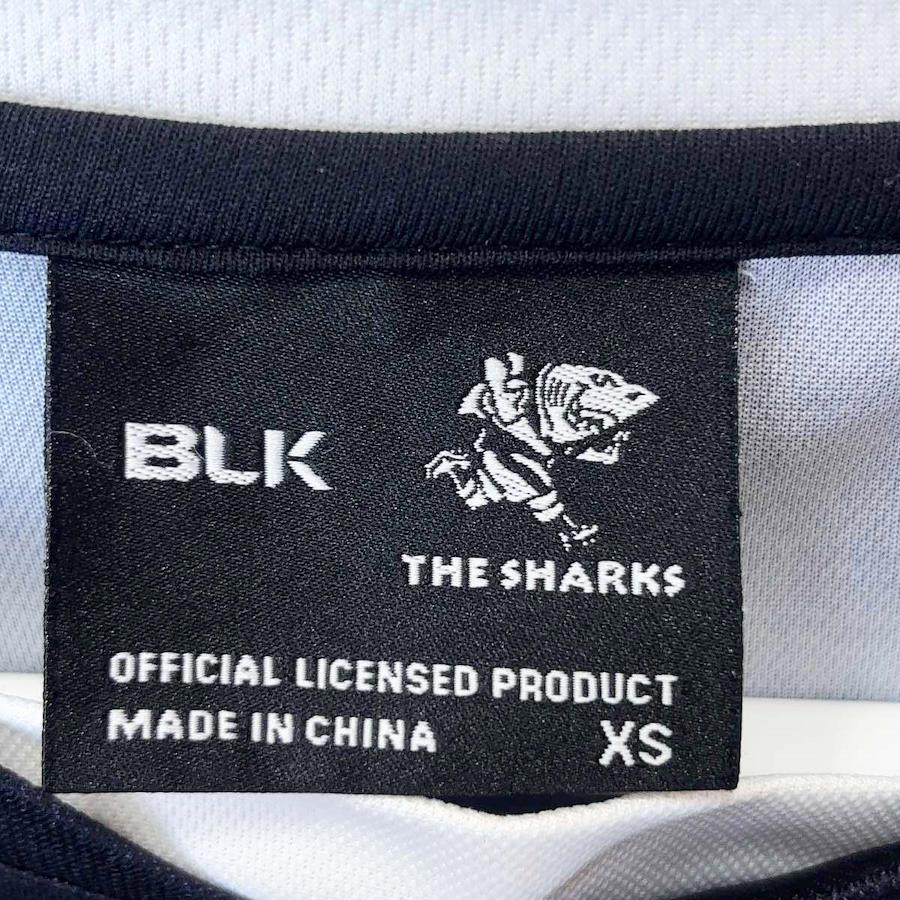 BLK
THE SHARKS
OFFICIAL LICENSED PRODUCT
MADE IN CHINA
XS